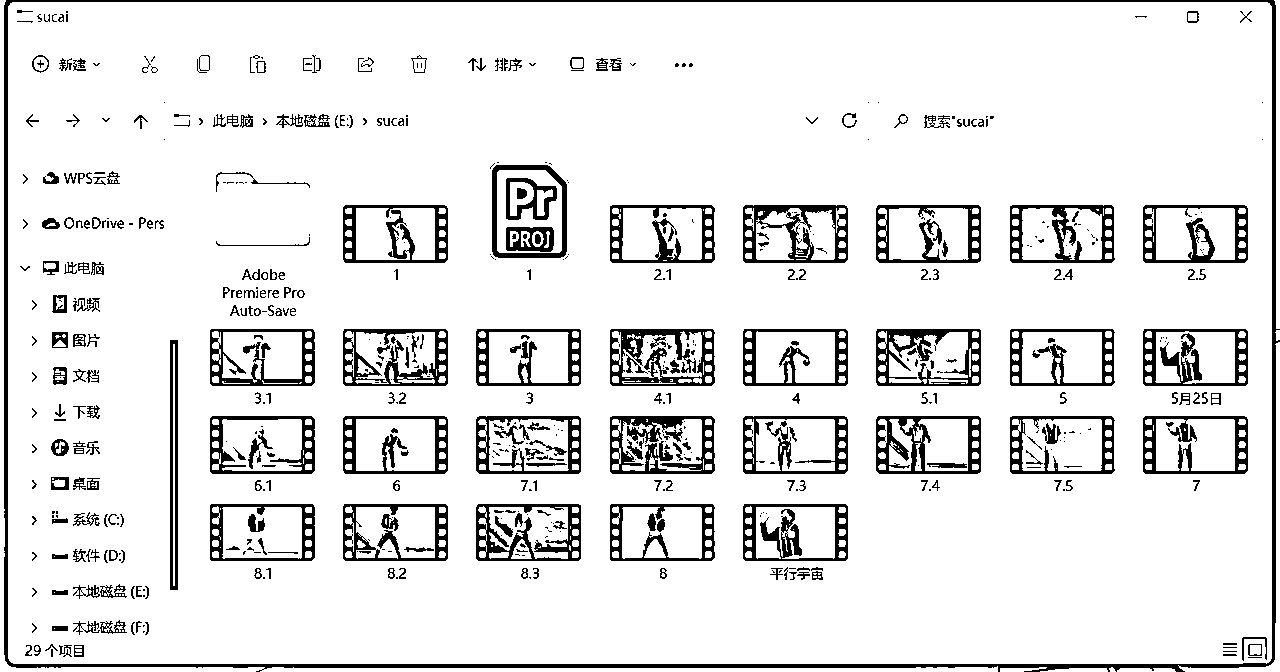 sucai
新建
排序
查看
此电脑 > 本地磁盘 (E:) > sucai
搜索"sucai"
WPS云盘
OneDrive - Pers
此电脑
视频
图片
文档
下载
音乐
桌面
系统 (C:)
软件 (D:)
本地磁盘 (E:)
本地磁盘 (F:)
Adobe
Premiere Pro
Auto-Save
1
Pr
PROJ
1
2.1
2.2
2.3
2.4
2.5
3.1
3.2
3
4.1
4
5.1
5
5月25日
6.1
6
7.1
7.2
7.3
7.4
7.5
7
8.1
8.2
8.3
8
平行宇宙
29 个项目